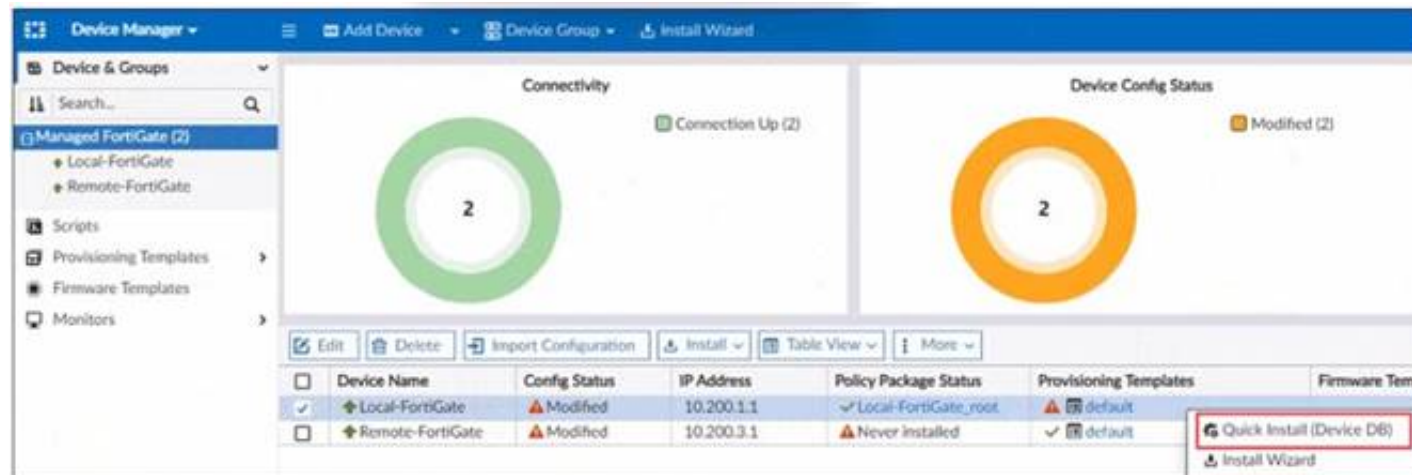 Device Manager
Add Device
Device Group
Install Wizard
Device & Groups
Search...
Managed FortiGate (2)
Local-FortiGate
Remote-FortiGate
Scripts
Provisioning Templates
Firmware Templates
Monitors
Connectivity
Connection Up (2)
2
Device Config Status
Modified (2)
2
Edit Delete Import Configuration Install Table View More
Device Name Config Status IP Address Policy Package Status Provisioning Templates Firmware Tem
Local-FortiGate Modified 10.200.1.1 Local-FortiGate_root default
Remote-FortiGate Modified 10.200.3.1 Never installed default
Quick Install (Device DB)
Install Wizard